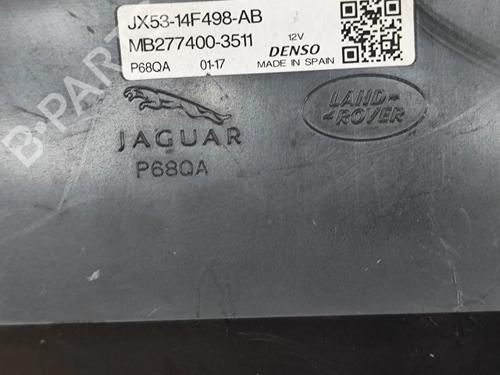 JX53-14F498-AB
MB277400-3511
12V
DENSO
P68QA 01-17 MADE IN SPAIN
LAND-
ROVER
JAGUAR
P68QA
B-PARTS